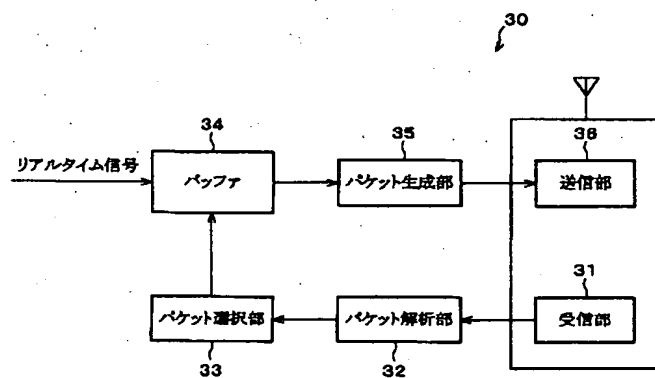 30
34
35
36
リアルタイム信号
バッファ
パケット生成部
送信部
31
パケット選択部
パケット解析部
受信部
33
32